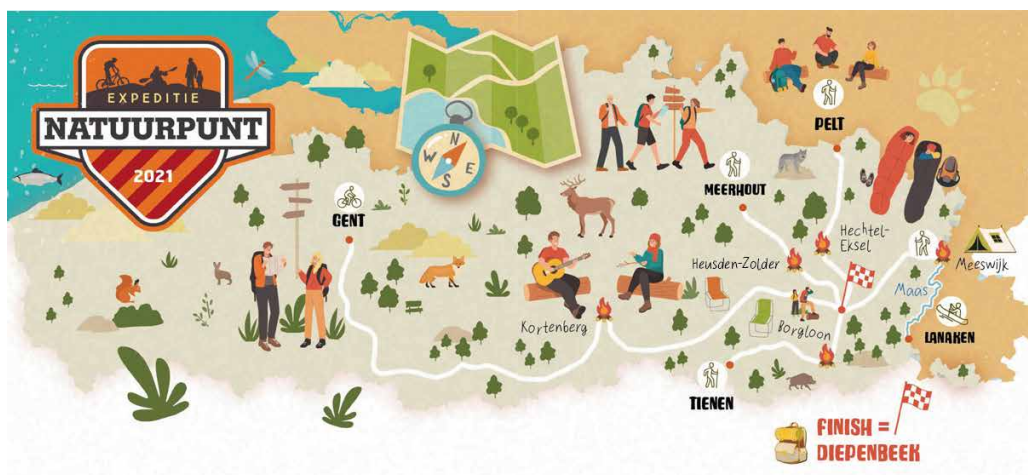 EXPEDITIE
NATUURPUNT
2021
N
W
E
S
PELT
MEERHOUT
GENT
Hechtel-
Eksel
Heusden-Zolder
Meeswijk
Maas
Kortenberg
Borgloon
LANAKEN
TIENEN
FINISH =
DIEPENBEEK